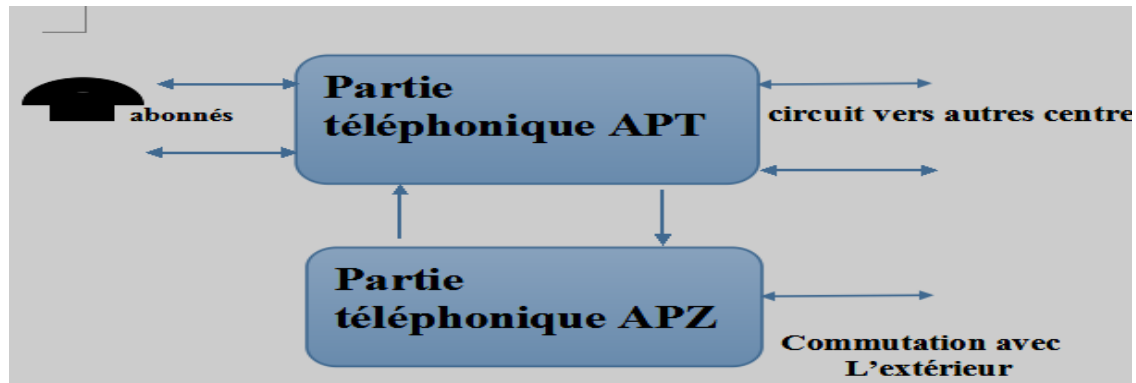 Partie
téléphonique APT
abonnés
circuit vers autres centre
Partie
téléphonique APZ
Commutation avec
L'extérieur